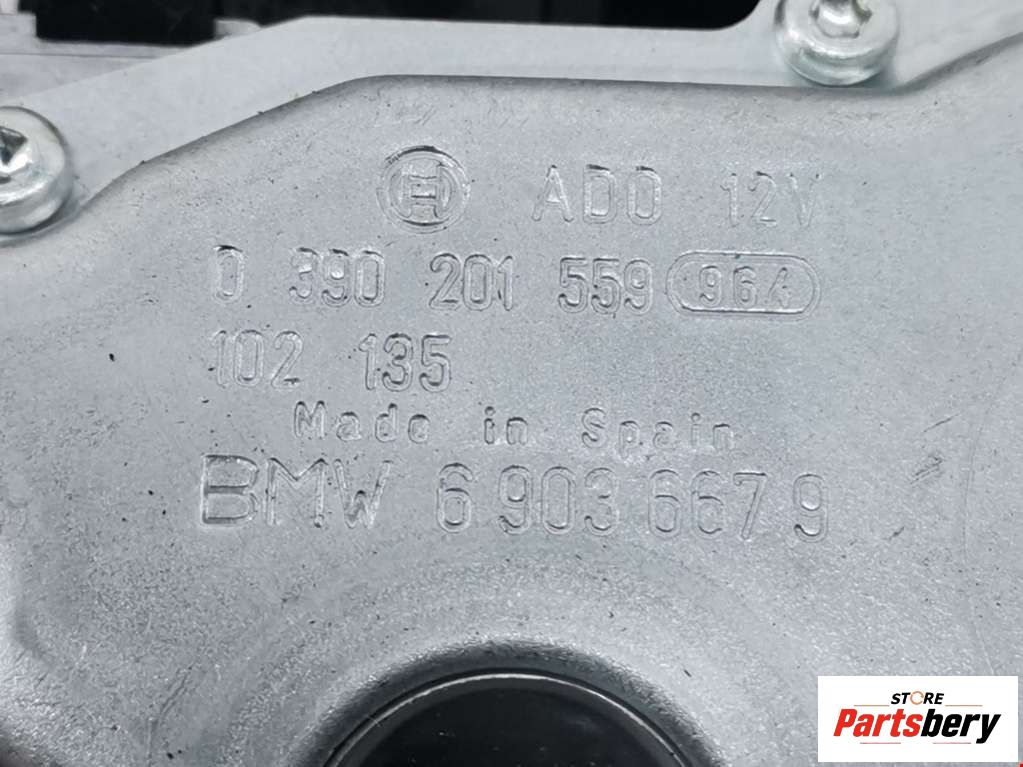 ADO 12V
0 390 201 559 964
102 135
Made in Spain
BMW 6 903 667 9
STORE
Partsbery